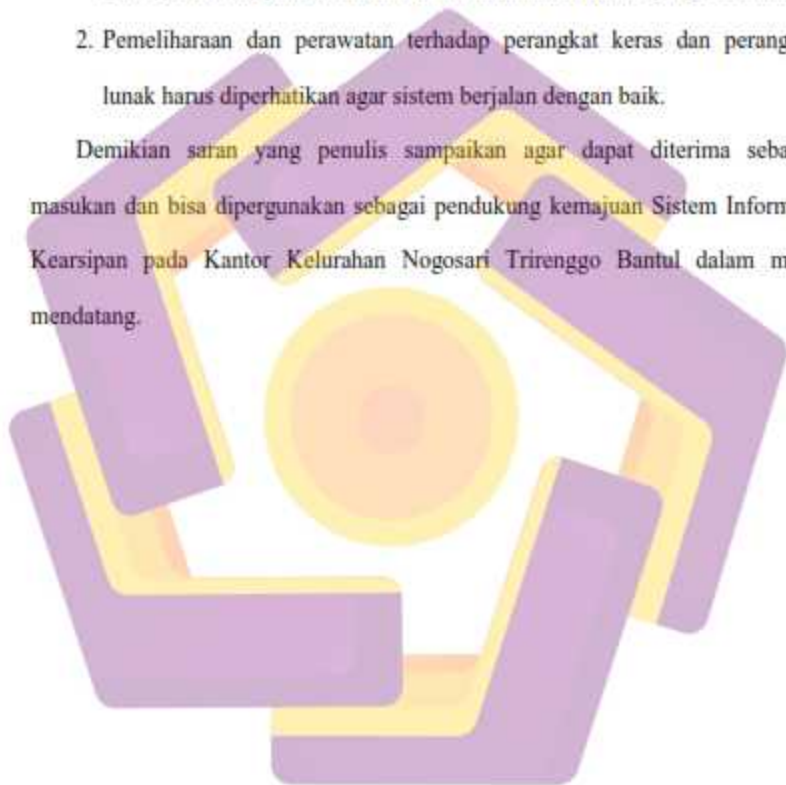 2. Pemeliharaan dan perawatan terhadap perangkat keras dan perang
lunak harus diperhatikan agar sistem berjalan dengan baik.
Demikian saran yang penulis sampaikan agar dapat diterima seba
masukan dan bisa dipergunakan sebagai pendukung kemajuan Sistem Inform
Kearsipan pada Kantor Kelurahan Nogosari Trirenggo Bantul dalam m
mendatang.